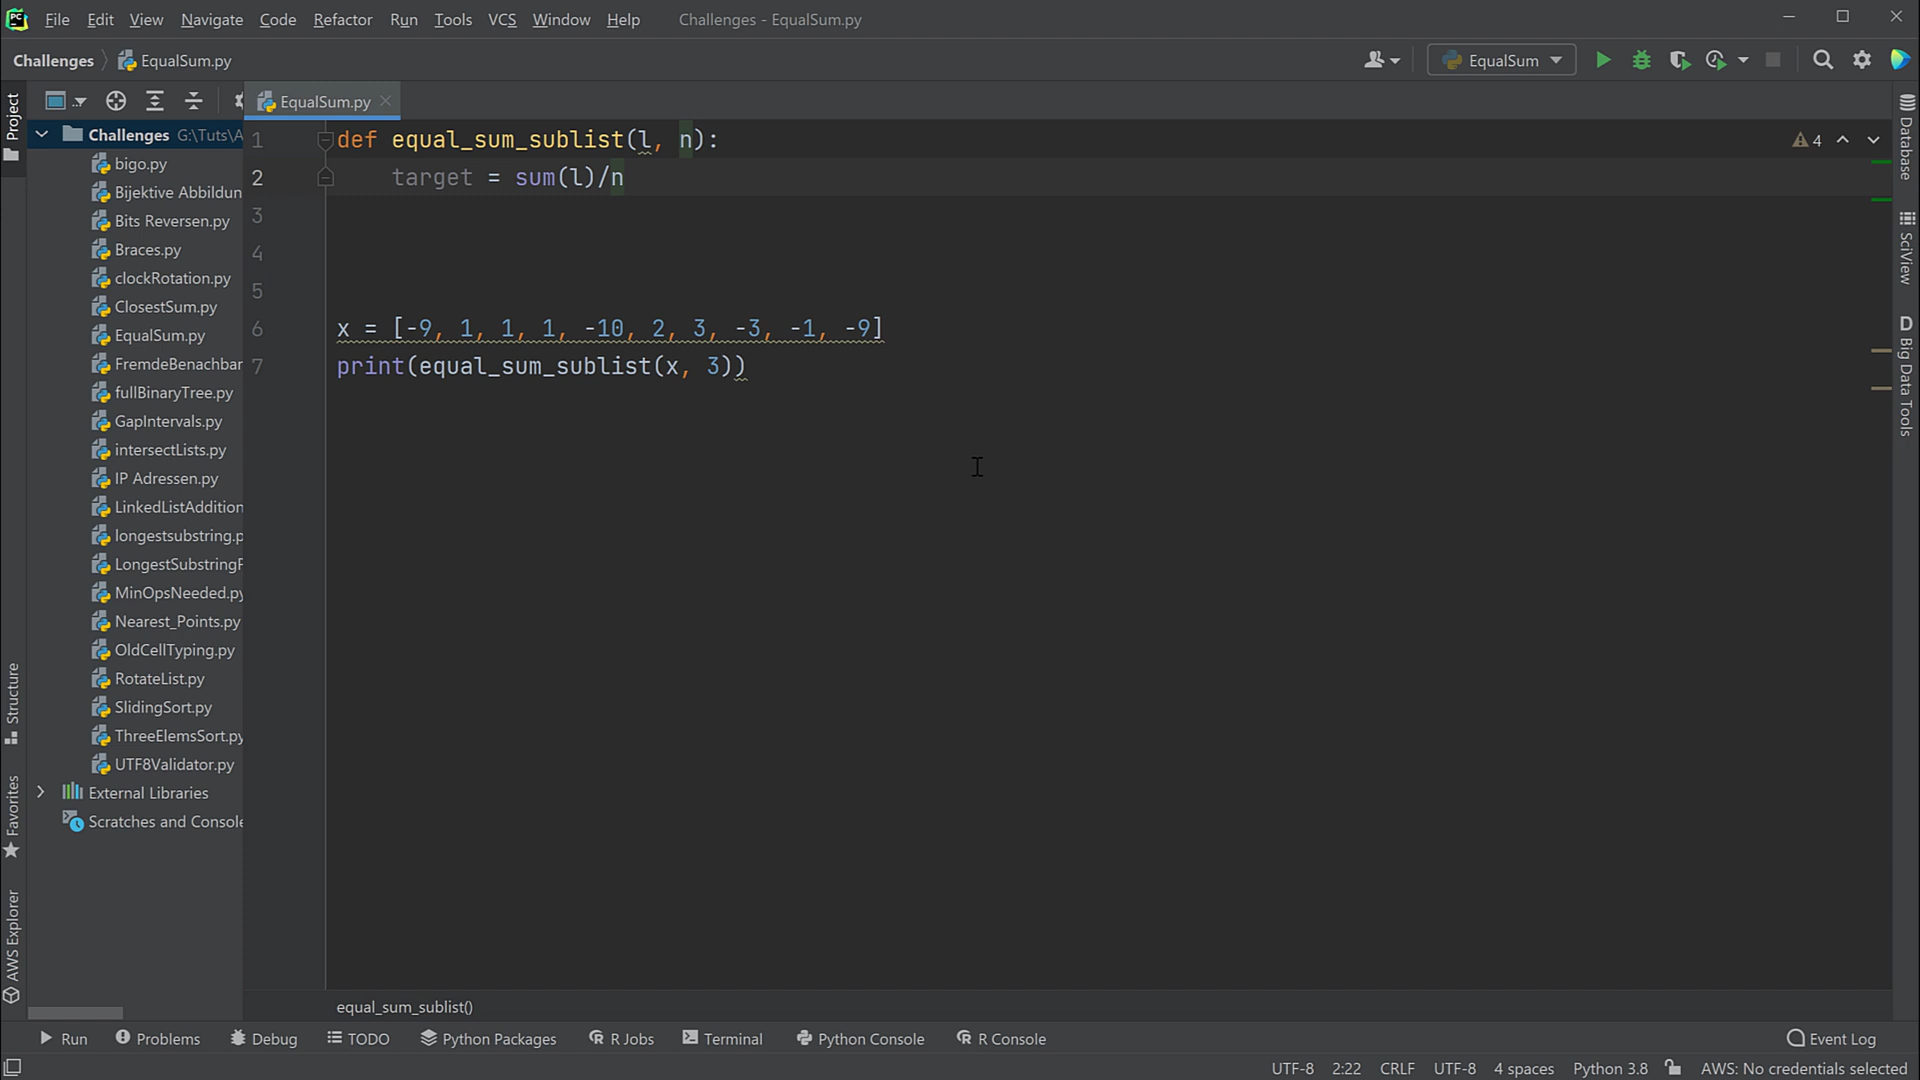 File Edit View Navigate Code Refactor Run Tools VCS Window Help Challenges - EqualSum.py
Challenges EqualSum.py EqualSum
Project
EqualSum.py
Challenges G:\Tuts\A
bigo.py
Bijektive Abbildun
Bits Reversen.py
Braces.py
clockRotation.py
ClosestSum.py
EqualSum.py
FremdeBenachbar
fullBinaryTree.py
GapIntervals.py
intersectLists.py
IP Adressen.py
LinkedListAddition
longestsubstring.p
LongestSubstringF
MinOpsNeeded.py
Nearest_Points.py
OldCellTyping.py
RotateList.py
SlidingSort.py
ThreeElemsSort.py
UTF8Validator.py
External Libraries
Scratches and Console
1 def equal_sum_sublist(l, n):
2 target = sum(l)/n
3
4
5
6 x = [-9, 1, 1, 1, -10, 2, 3, -3, -1, -9]
7 print(equal_sum_sublist(x, 3))
4
Structure
Favorites
AWS Explorer
Database
SciView
D Big Data Tools
equal_sum_sublist()
Run Problems Debug TODO Python Packages R Jobs Terminal Python Console R Console Event Log
UTF-8 2:22 CRLF UTF-8 4 spaces Python 3.8 AWS: No credentials selected